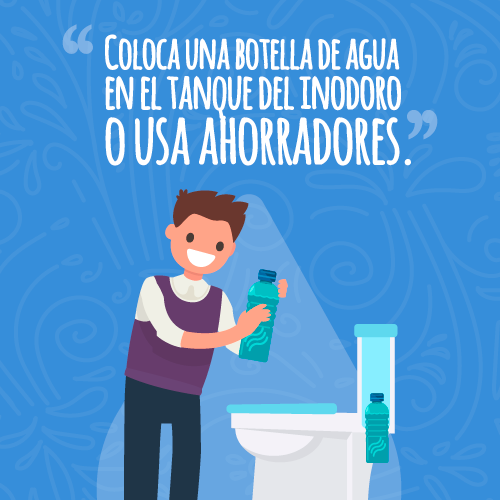 “COLOCA UNA BOTELLA DE AGUA
EN EL TANQUE DEL INODORO
O USA AHORRADORES.”